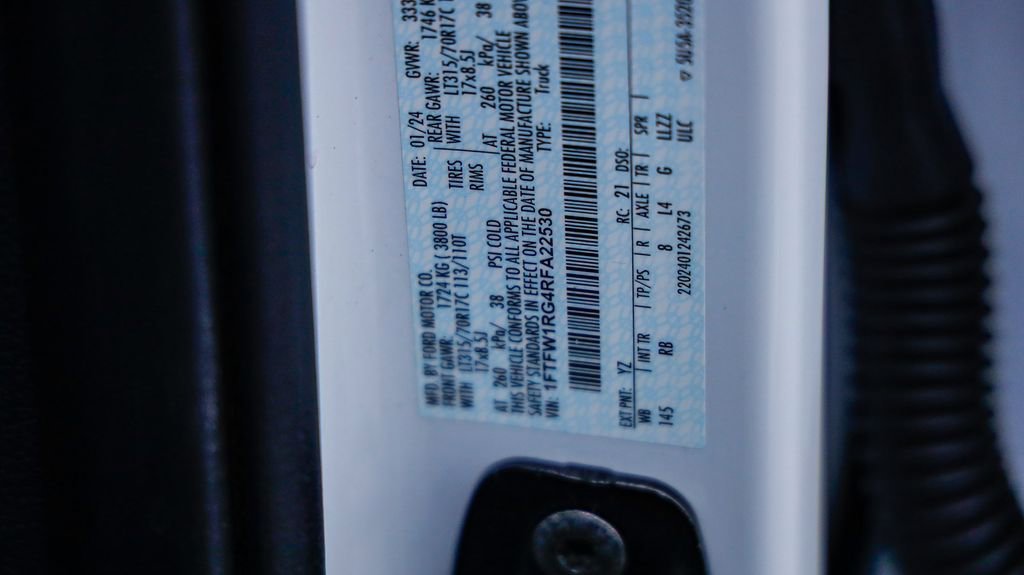 MFD. BY FORD MOTOR CO.
DATE: 01/24 GVWR: 333
FRONT GAWR: 1724 KG ( 3800 LB) REAR GAWR: 1746 K
WITH LT315/70R17C 113/110T TIRES WITH LT315/70R17C
17x8.5J RIMS 17x8.5J
AT 260 kPa/ 38 PSI COLD AT 260 kPa/ 38
THIS VEHICLE CONFORMS TO ALL APPLICABLE FEDERAL MOTOR VEHICLE
SAFETY STANDARDS IN EFFECT ON THE DATE OF MANUFACTURE SHOWN ABOV
VIN: 1FTFW1RG4RFA22530 TYPE: Truck
EXT PNT: YZ RC: 21 DSO:
WB | INT TR | TP/PS | R | AXLE | TR | SPR |
145 RB 8 L4 G LLZZ
2202401242673 ULC